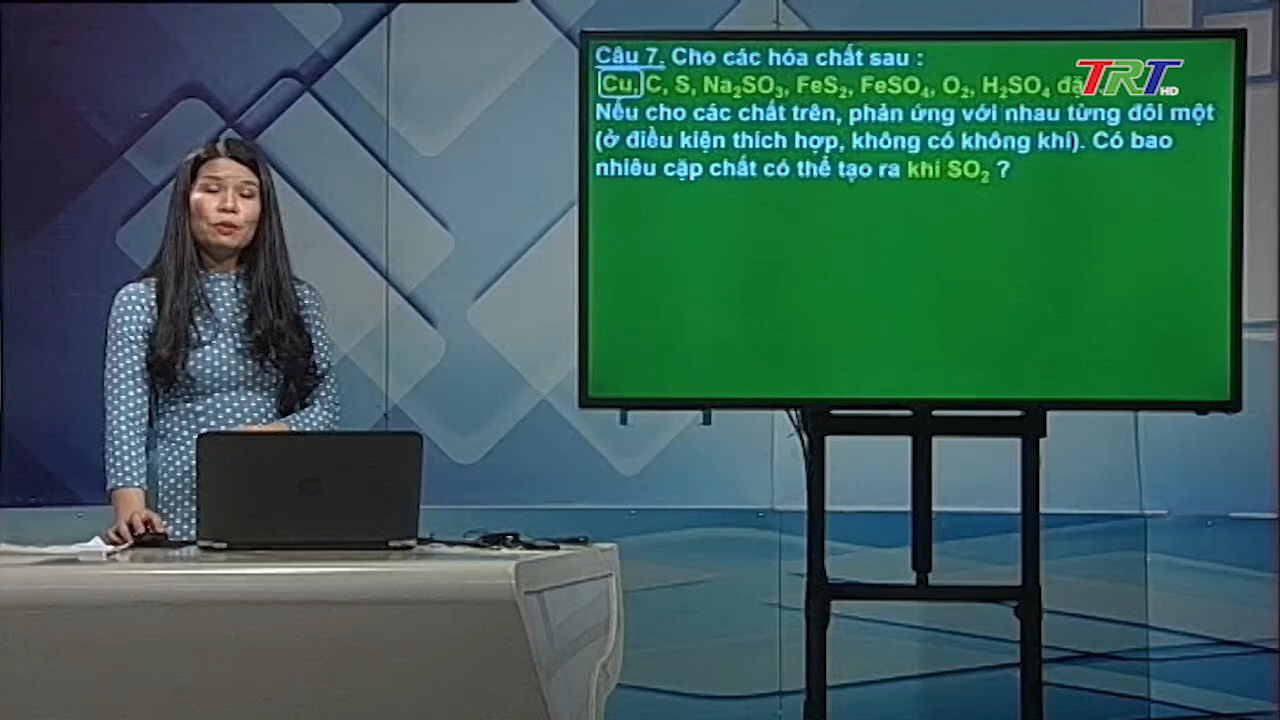 Câu 7. Cho các hóa chất sau :
Cu, C, S, Na₂SO₃, FeS₂, FeSO₄, O₂, H₂SO₄
TRT HD
Nếu cho các chất trên, phản ứng với nhau từng đôi một
(ở điều kiện thích hợp, không có không khí). Có bao
nhiêu cặp chất có thể tạo ra khí SO₂ ?